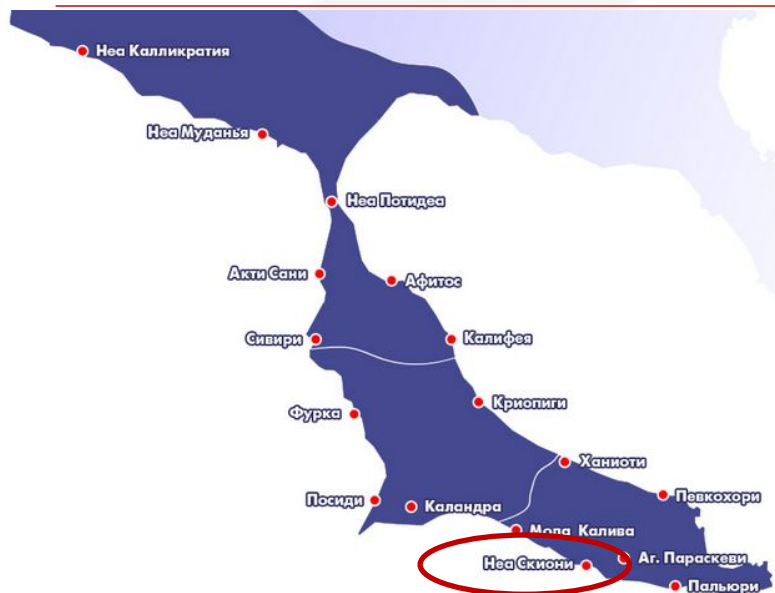 Неа Калликратия
Неа Муданья
Неа Потидеа
Акти Сани
Афитос
Сивири
Калифея
Криопиги
Фурка
Ханиоти
Певкохори
Посиди
Каландра
Мола Калива
Аг. Параскеви
Неа Скиони
Пальюри